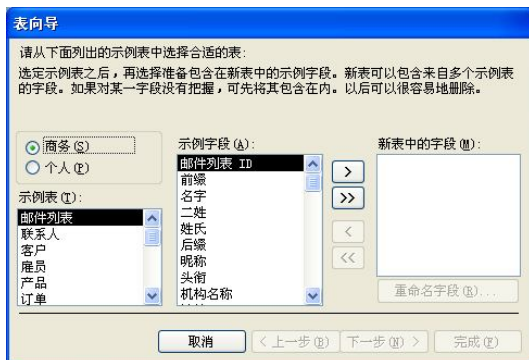 表向导
请从下面列出的示例表中选择合适的表:
选定示例表之后,再选择准备包含在新表中的示例字段。新表可以包含来自多个示例表
的字段。如果对某一字段没有把握,可先将其包含在内。以后可以很容易地删除。
商务(S)
个人(P)
示例表(T):
邮件列表
联系人
客户
雇员
产品
订单
示例字段(A):
邮件列表 ID
前缀
名字
二姓
姓氏
后缀
昵称
头衔
机构名称
>
>>
<
<<
新表中的字段(M):
重命名字段(R)...
取消
< 上一步(B)
下一步(N) >
完成(F)